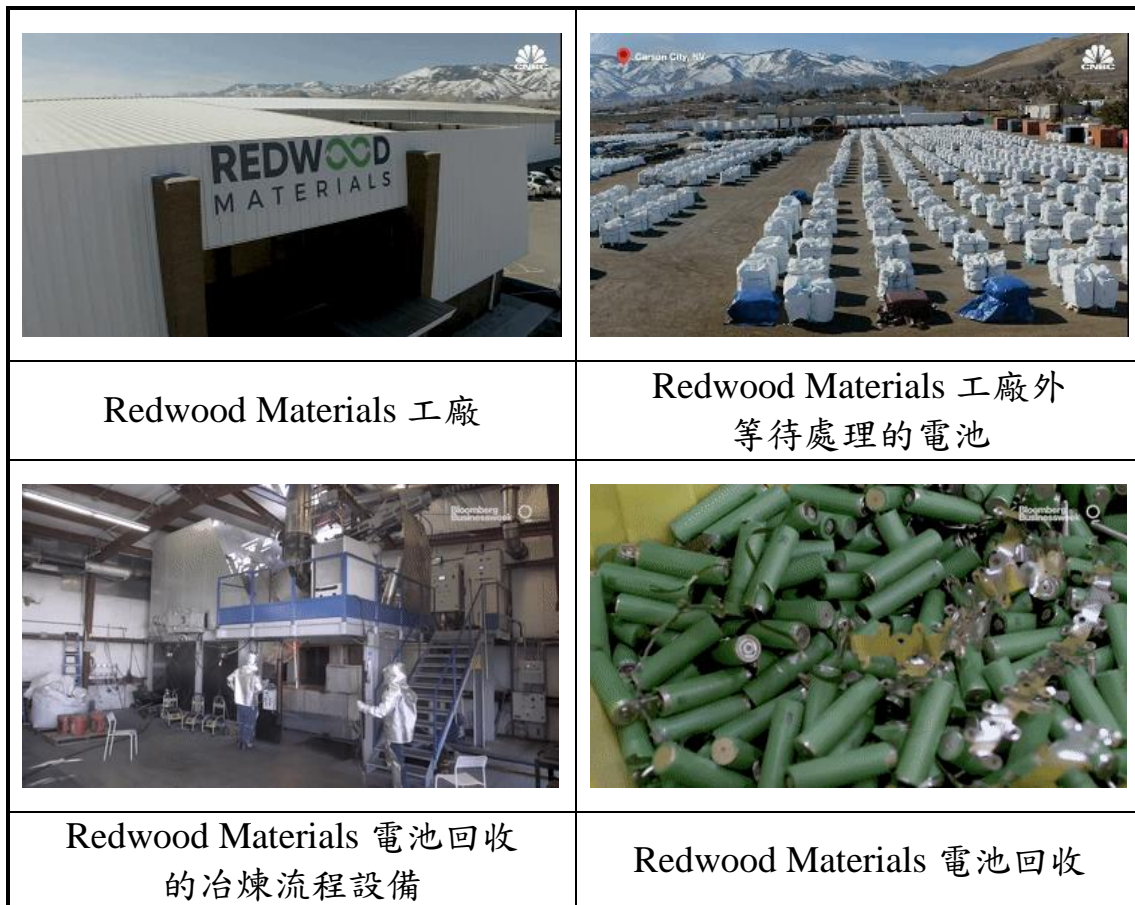 REDWOOD
MATERIALS
CNBC
Carson City, NV
CNBC
Redwood Materials 工廠
Redwood Materials 工廠外
等待處理的電池
Bloomberg
Businessweek
Bloomberg
Businessweek
Redwood Materials 電池回收
的冶煉流程設備
Redwood Materials 電池回收